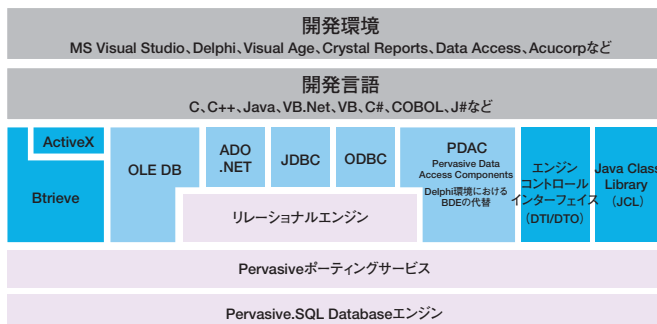 開発環境
MS Visual Studio、Delphi、Visual Age、Crystal Reports、Data Access、Acucorpなど
開発言語
C、C++、Java、VB.Net、VB、C#、COBOL、J#など
ActiveX
Btrieve
OLE DB
ADO
.NET
JDBC
ODBC
PDAC
Pervasive Data
Access Components
Delphi環境における
BDEの代替
エンジン
コントロール
インターフェイス
（DTI/DTO）
Java Class
Library
（JCL）
リレーショナルエンジン
Pervasiveポーティングサービス
Pervasive.SQL Databaseエンジン